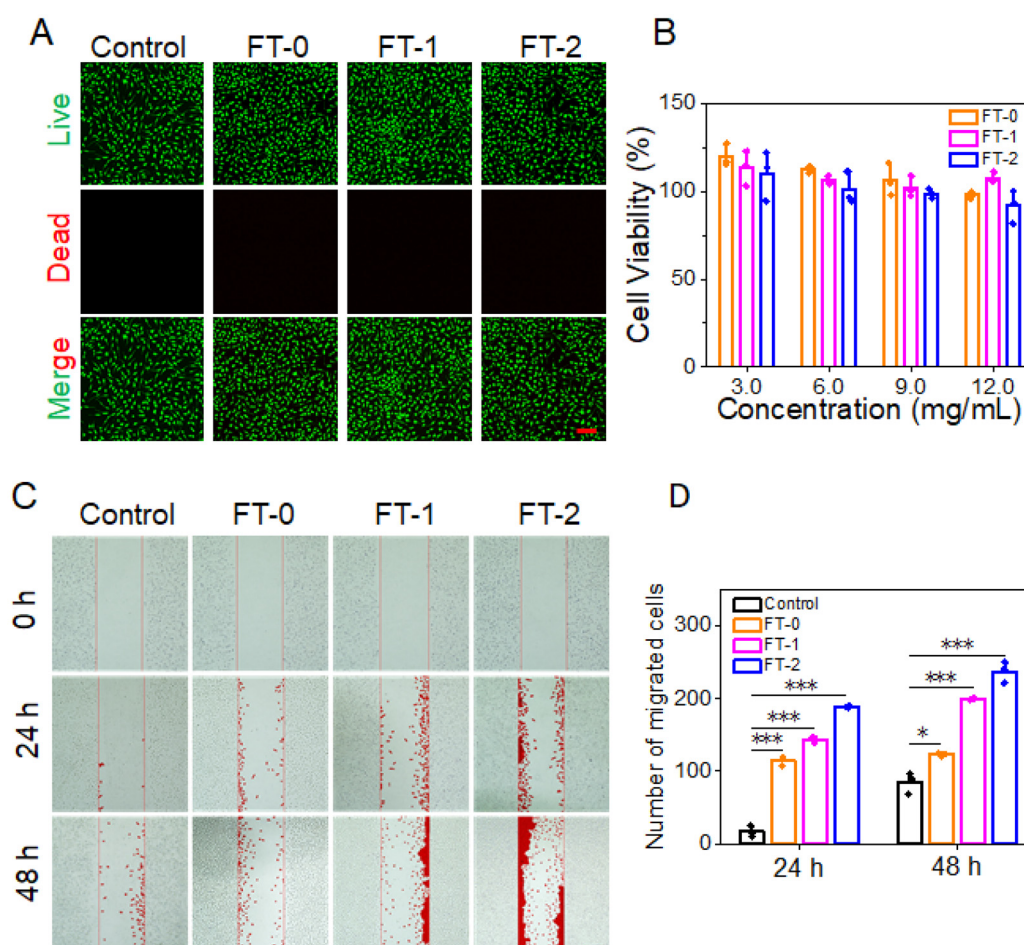 A
Control FT-0 FT-1 FT-2
Live
Dead
Merge
B
150
100
50
0
Cell Viability (%)
FT-0
FT-1
FT-2
3.0 6.0 9.0 12.0
Concentration (mg/mL)
C
Control FT-0 FT-1 FT-2
0 h
24 h
48 h
D
Number of migrated cells
300
200
100
0
Control
FT-0
FT-1
FT-2
***
***
***
***
***
*
24 h 48 h